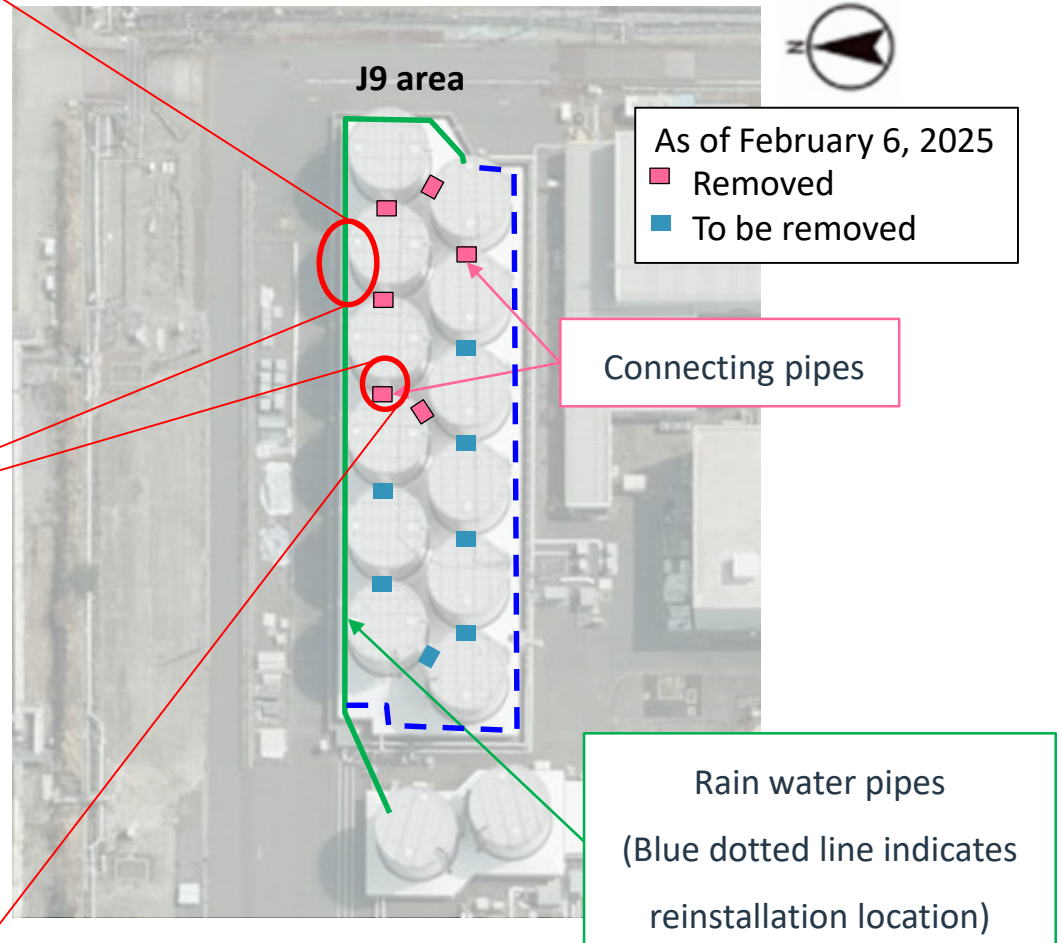 J9 area
N
As of February 6, 2025
Removed
To be removed
Connecting pipes
Rain water pipes
(Blue dotted line indicates
reinstallation location)